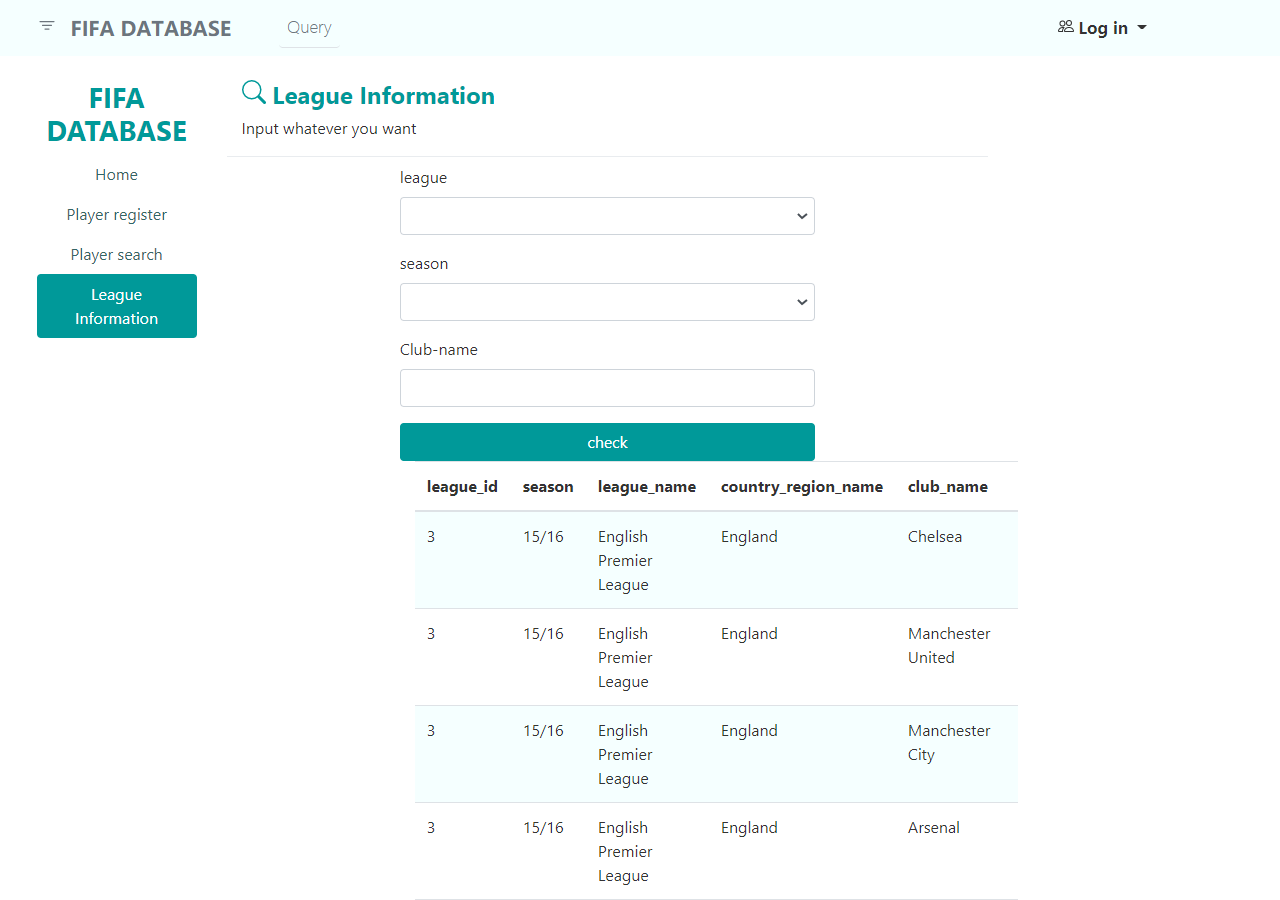 FIFA DATABASE
Query
Log in
FIFA
DATABASE
Home
Player register
Player search
League
Information
League Information
Input whatever you want
league
season
Club-name
check
league_id season league_name country_region_name club_name
3 15/16 English England Chelsea
Premier
League
3 15/16 English England Manchester
Premier United
League
3 15/16 English England Manchester
Premier City
League
3 15/16 English England Arsenal
Premier
League